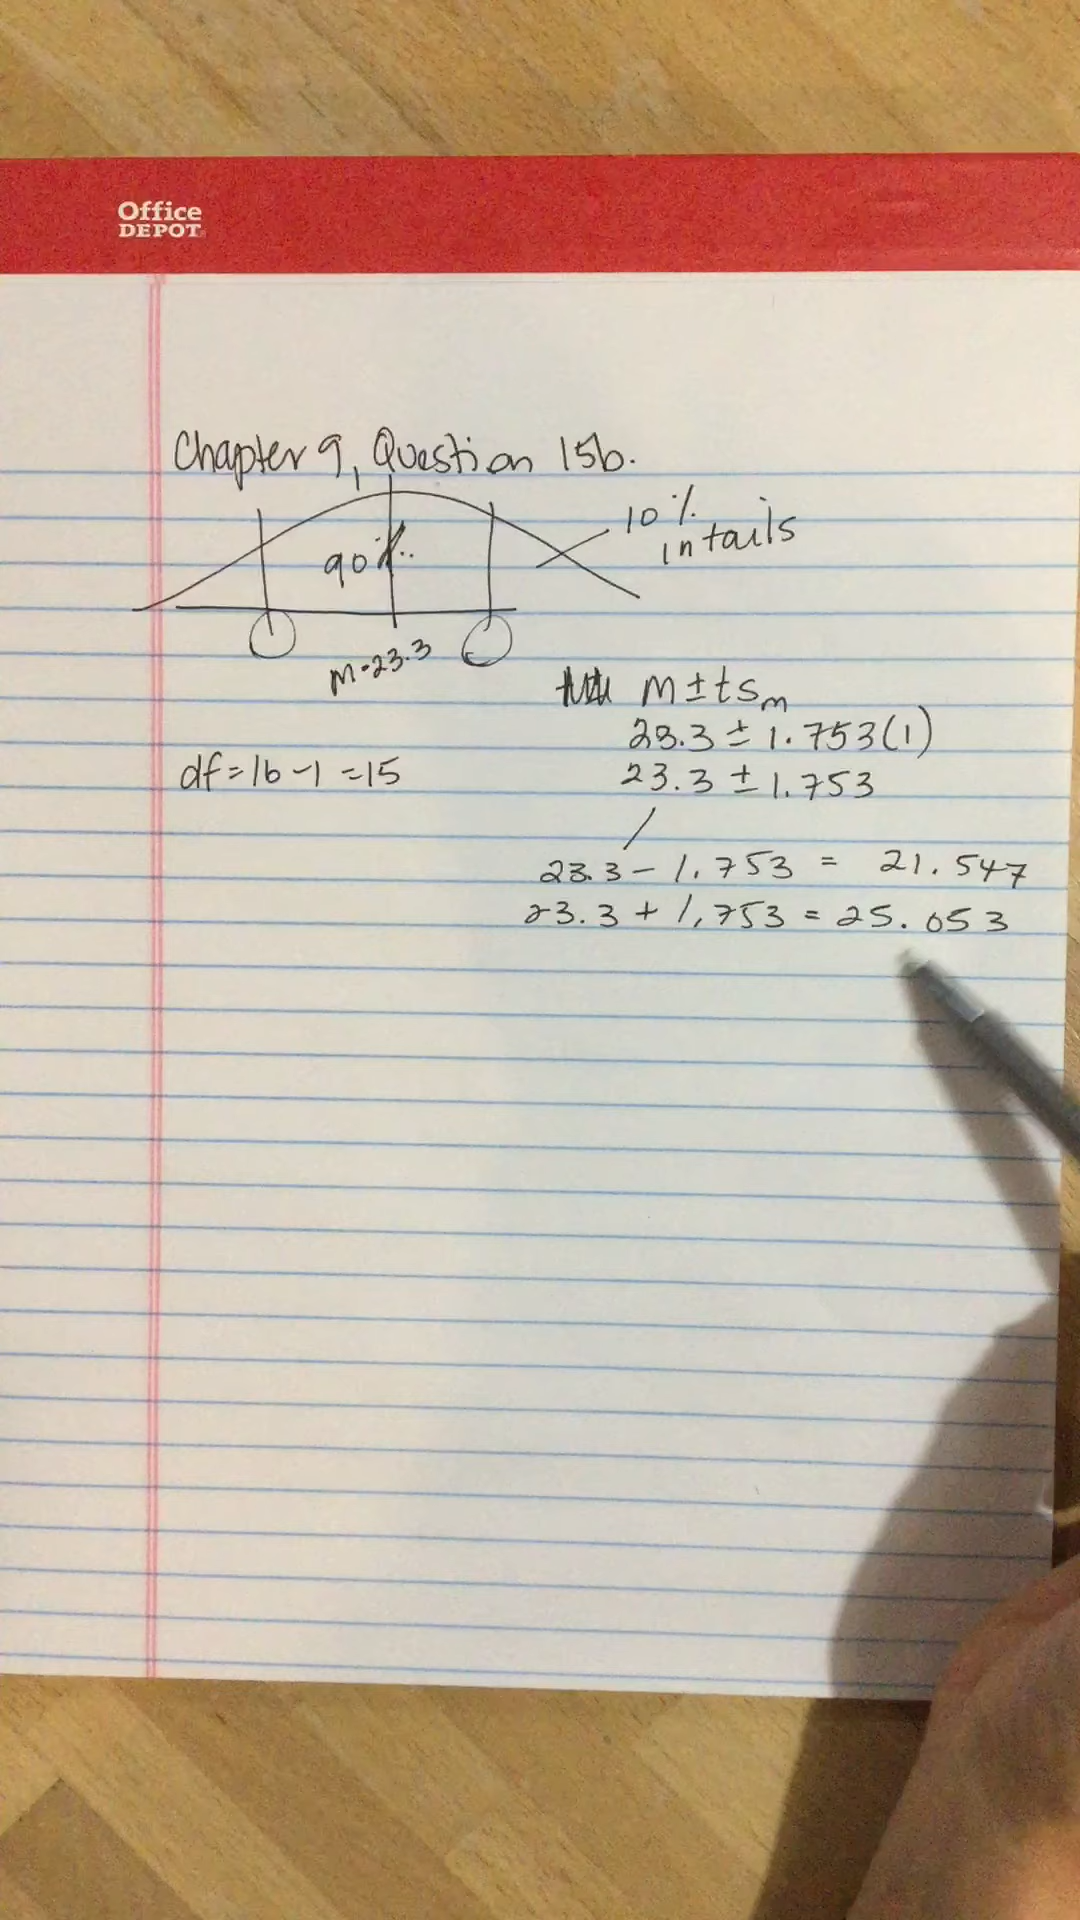 Office
DEPOT
Chapter 9, Question 15b.
10%
in tails
90%.
M=23.3
M±tsₘ
23.3 ± 1.753(1)
df=16-1=15
23.3 ± 1.753
23.3 - 1.753 = 21.547
23.3 + 1.753 = 25.053